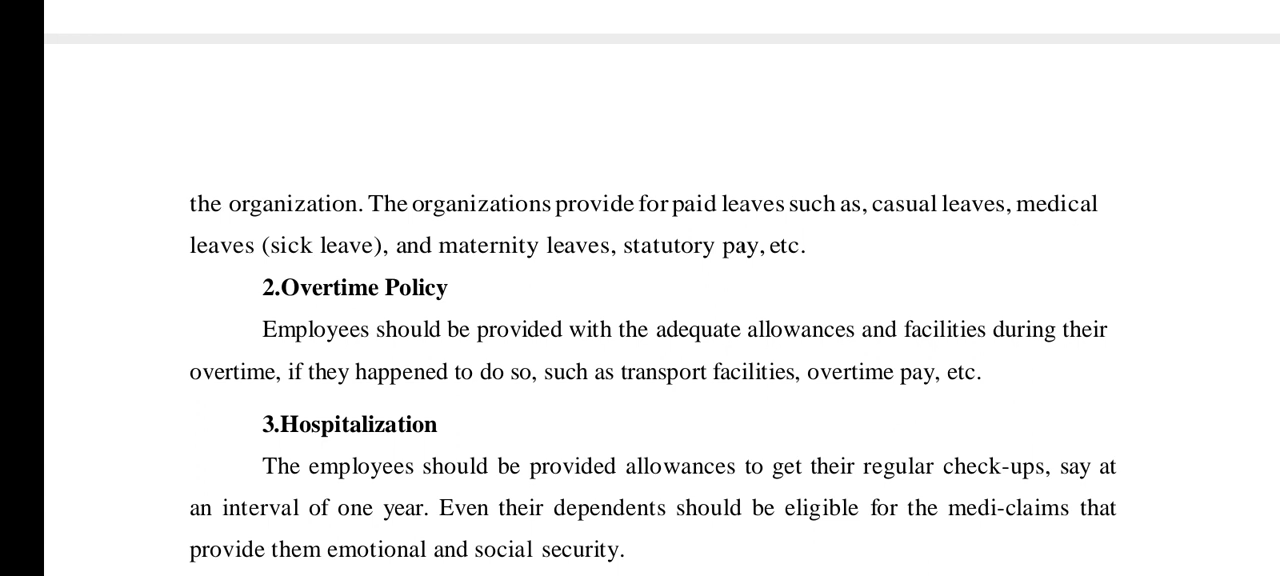 the organization. The organizations provide for paid leaves such as, casual leaves, medical
leaves (sick leave), and maternity leaves, statutory pay, etc.
2.Overtime Policy
Employees should be provided with the adequate allowances and facilities during their
overtime, if they happened to do so, such as transport facilities, overtime pay, etc.
3.Hospitalization
The employees should be provided allowances to get their regular check-ups, say at
an interval of one year. Even their dependents should be eligible for the medi-claims that
provide them emotional and social security.